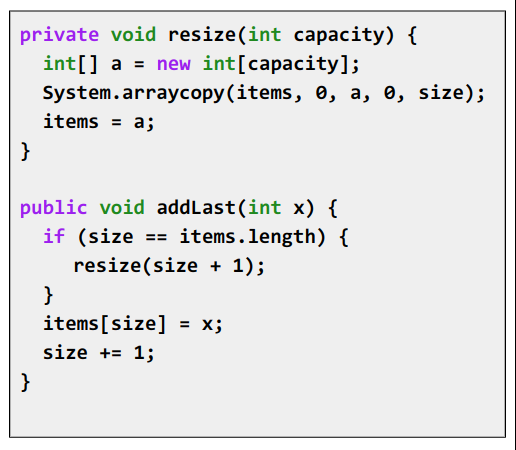 private void resize(int capacity) {
int[] a = new int[capacity];
System.arraycopy(items, 0, a, 0, size);
items = a;
}
public void addLast(int x) {
if (size == items.length) {
resize(size + 1);
}
items[size] = x;
size += 1;
}